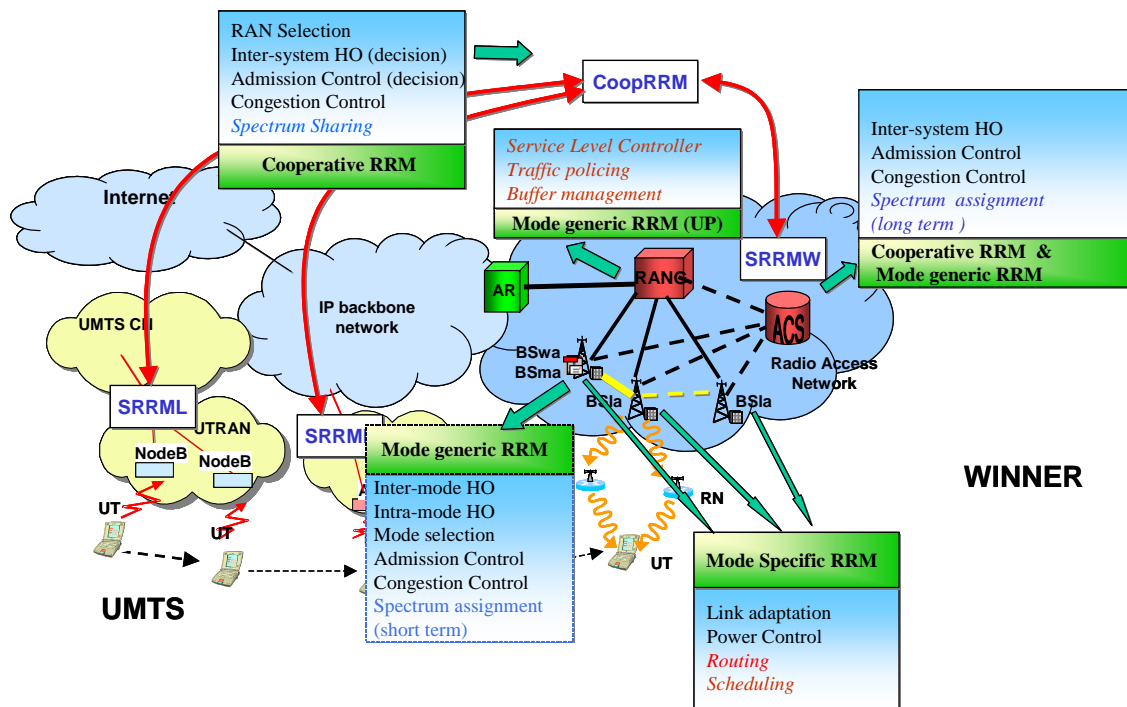 RAN Selection
Inter-system HO (decision)
Admission Control (decision)
Congestion Control
Spectrum Sharing
Cooperative RRM
CoopRRM
Service Level Controller
Traffic policing
Buffer management
Mode generic RRM (UP)
Inter-system HO
Admission Control
Congestion Control
Spectrum assignment
(long term )
Cooperative RRM &
Mode generic RRM
Internet
SRRMW
RANG
AR
IP backbone
network
ACS
UMTS CN
Radio Access
Network
BSwa
BSma
BSla
BSla
SRRML
UTRAN
SRRM
NodeB
NodeB
UT
UT
Mode generic RRM
Inter-mode HO
Intra-mode HO
Mode selection
Admission Control
Congestion Control
Spectrum assignment
(short term)
RN
UT
WINNER
UMTS
Mode Specific RRM
Link adaptation
Power Control
Routing
Scheduling